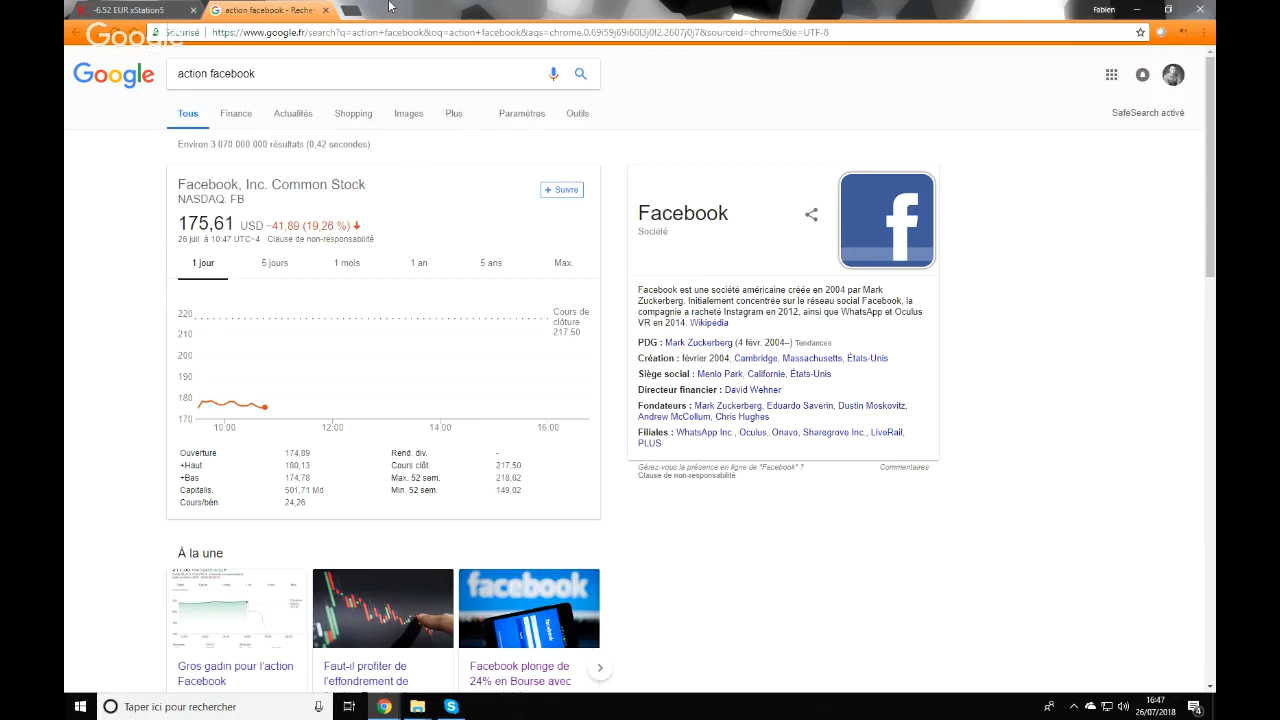 -6.52 EUR xStation5
action facebook - Recher
Fabien
Google
Sécurisé
https://www.google.fr/search?q=action+facebook&oq=action+facebook&aqs=chrome.0.69i59j69i60l3j0l2.2607j0j7&sourceid=chrome&ie=UTF-8
Google
action facebook
Tous
Finance
Actualités
Shopping
Images
Plus
Paramètres
Outils
SafeSearch activé
Environ 3 070 000 000 résultats (0,42 secondes)
Facebook, Inc. Common Stock
NASDAQ: FB
+ Suivre
175,61 USD −41,89 (19,26 %)
26 juil. à 10:47 UTC−4 Clause de non-responsabilité
1 jour
5 jours
1 mois
1 an
5 ans
Max.
220
210
200
190
180
170
Cours de
clôture
217.50
10:00
12:00
14:00
16:00
Ouverture 174,89
+Haut 180,13
+Bas 174,78
Capitalis. 501,71 Md
Cours/bén. 24,26
Rend. div. -
Cours clôt. 217,50
Max. 52 sem. 218,62
Min. 52 sem. 149,02
Facebook
Société
f
Facebook est une société américaine créée en 2004 par Mark
Zuckerberg. Initialement concentrée sur le réseau social Facebook, la
compagnie a racheté Instagram en 2012, ainsi que WhatsApp et Oculus
VR en 2014. Wikipédia
PDG : Mark Zuckerberg (4 févr. 2004–) Tendances
Création : février 2004, Cambridge, Massachusetts, États-Unis
Siège social : Menlo Park, Californie, États-Unis
Directeur financier : David Wehner
Fondateurs : Mark Zuckerberg, Eduardo Saverin, Dustin Moskovitz,
Andrew McCollum, Chris Hughes
Filiales : WhatsApp Inc., Oculus, Onavo, Sharegrove Inc., LiveRail,
PLUS
Gérez-vous la présence en ligne de "Facebook" ?
Commentaires
Clause de non-responsabilité
À la une
facebook
Gros gadin pour l'action
Facebook
Faut-il profiter de
l'effondrement de
Facebook plonge de
24% en Bourse avec
Taper ici pour rechercher
16:47
26/07/2018
4